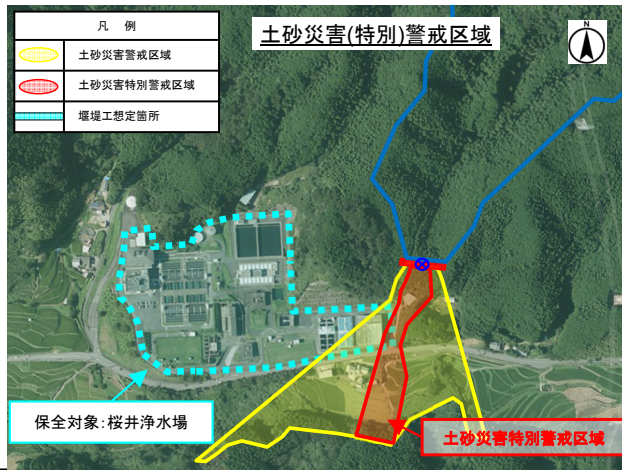 凡 例
土砂災害警戒区域
土砂災害特別警戒区域
堰堤工想定箇所
土砂災害(特別)警戒区域
N
保全対象:桜井浄水場
土砂災害特別警戒区域